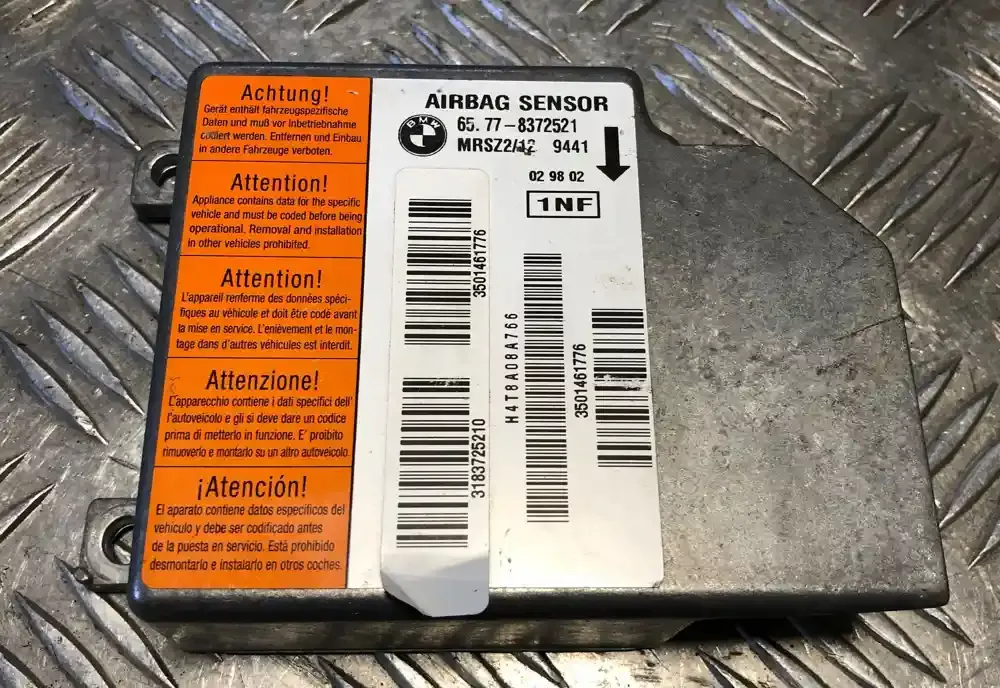 Achtung!
Gerät enthält fahrzeugspezifische
Daten und muß vor Inbetriebnahme
codiert werden. Entfernen und Einbau
in andere Fahrzeuge verboten.
Attention!
Appliance contains data for the specific
vehicle and must be coded before being
operational. Removal and installation
in other vehicles prohibited.
Attention!
L'appareil renferme des données spéci-
fiques au véhicule et doit être codé avant
la mise en service. L'enièvement et le mon-
tage dans d'autres véhicules est interdit.
Attenzione!
L'apparecchio contiene i dati specifici dell'
l'autoveicolo e gli si deve dare un codice
prima di metterlo in funzione. E' proibito
rimuoverlo e montarlo su un altro autoveicolo.
¡Atención!
El aparato contiene datos específicos del
vehículo y debe ser codificado antes
de la puesta en servicio. Está prohibido
desmontarlo e instalarlo en otros coches.
AIRBAG SENSOR
BMW
65.77-8372521
MRSZ2/ 9441
02 98 02
1NF
3501461776
3183725210
H4T8A08A766
3501461776